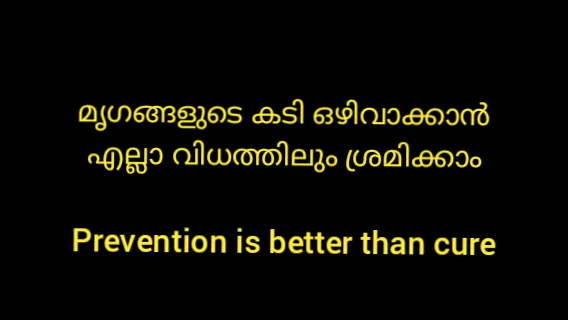 മൃഗങ്ങളുടെ കടി ഒഴിവാക്കാൻ
എല്ലാ വിധത്തിലും ശ്രമിക്കാം
Prevention is better than cure